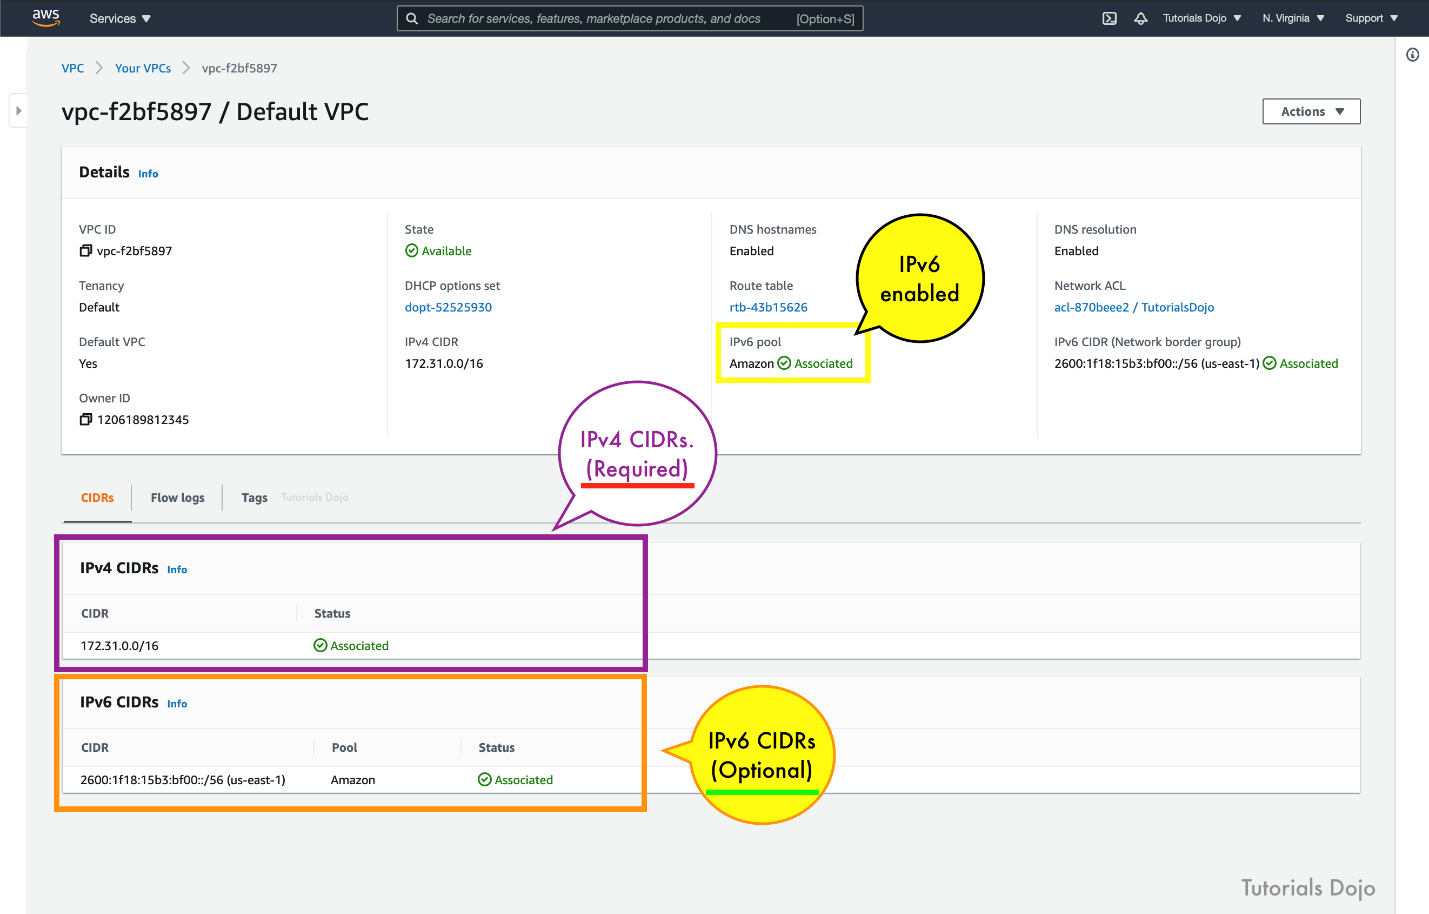 aws Services Search for services, features, marketplace products, and docs [Option+S] Tutorials Dojo N. Virginia Support
VPC Your VPCs vpc-f2bf5897
vpc-f2bf5897 / Default VPC
Actions
Details Info
VPC ID
vpc-f2bf5897
State
Available
DNS hostnames
Enabled
DNS resolution
Enabled
Tenancy
Default
DHCP options set
dopt-52525930
Route table
rtb-43b15626
Network ACL
acl-870beee2 / TutorialsDojo
Default VPC
Yes
IPv4 CIDR
172.31.0.0/16
IPv6 pool
Amazon Associated
IPv6 CIDR (Network border group)
2600:1f18:15b3:bf00::/56 (us-east-1) Associated
Owner ID
1206189812345
IPv6
enabled
IPv4 CIDRs.
(Required)
CIDRs Flow logs Tags Tutorials Dojo
IPv4 CIDRs Info
CIDR Status
172.31.0.0/16 Associated
IPv6 CIDRs Info
CIDR Pool Status
2600:1f18:15b3:bf00::/56 (us-east-1) Amazon Associated
IPv6 CIDRs
(Optional)
Tutorials Dojo